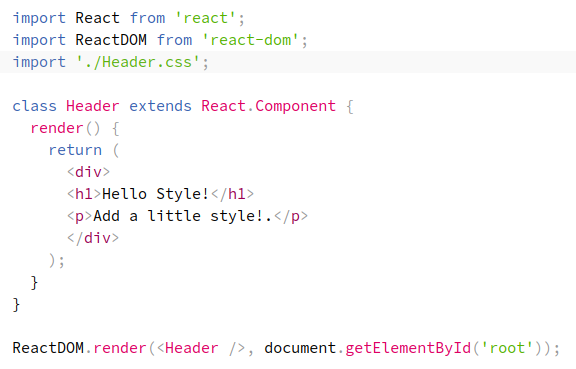 import React from 'react';
import ReactDOM from 'react-dom';
import './Header.css';

class Header extends React.Component {
  render() {
    return (
      <div>
      <h1>Hello Style!</h1>
      <p>Add a little style!.</p>
      </div>
    );
  }
}

ReactDOM.render(<Header />, document.getElementById('root'));